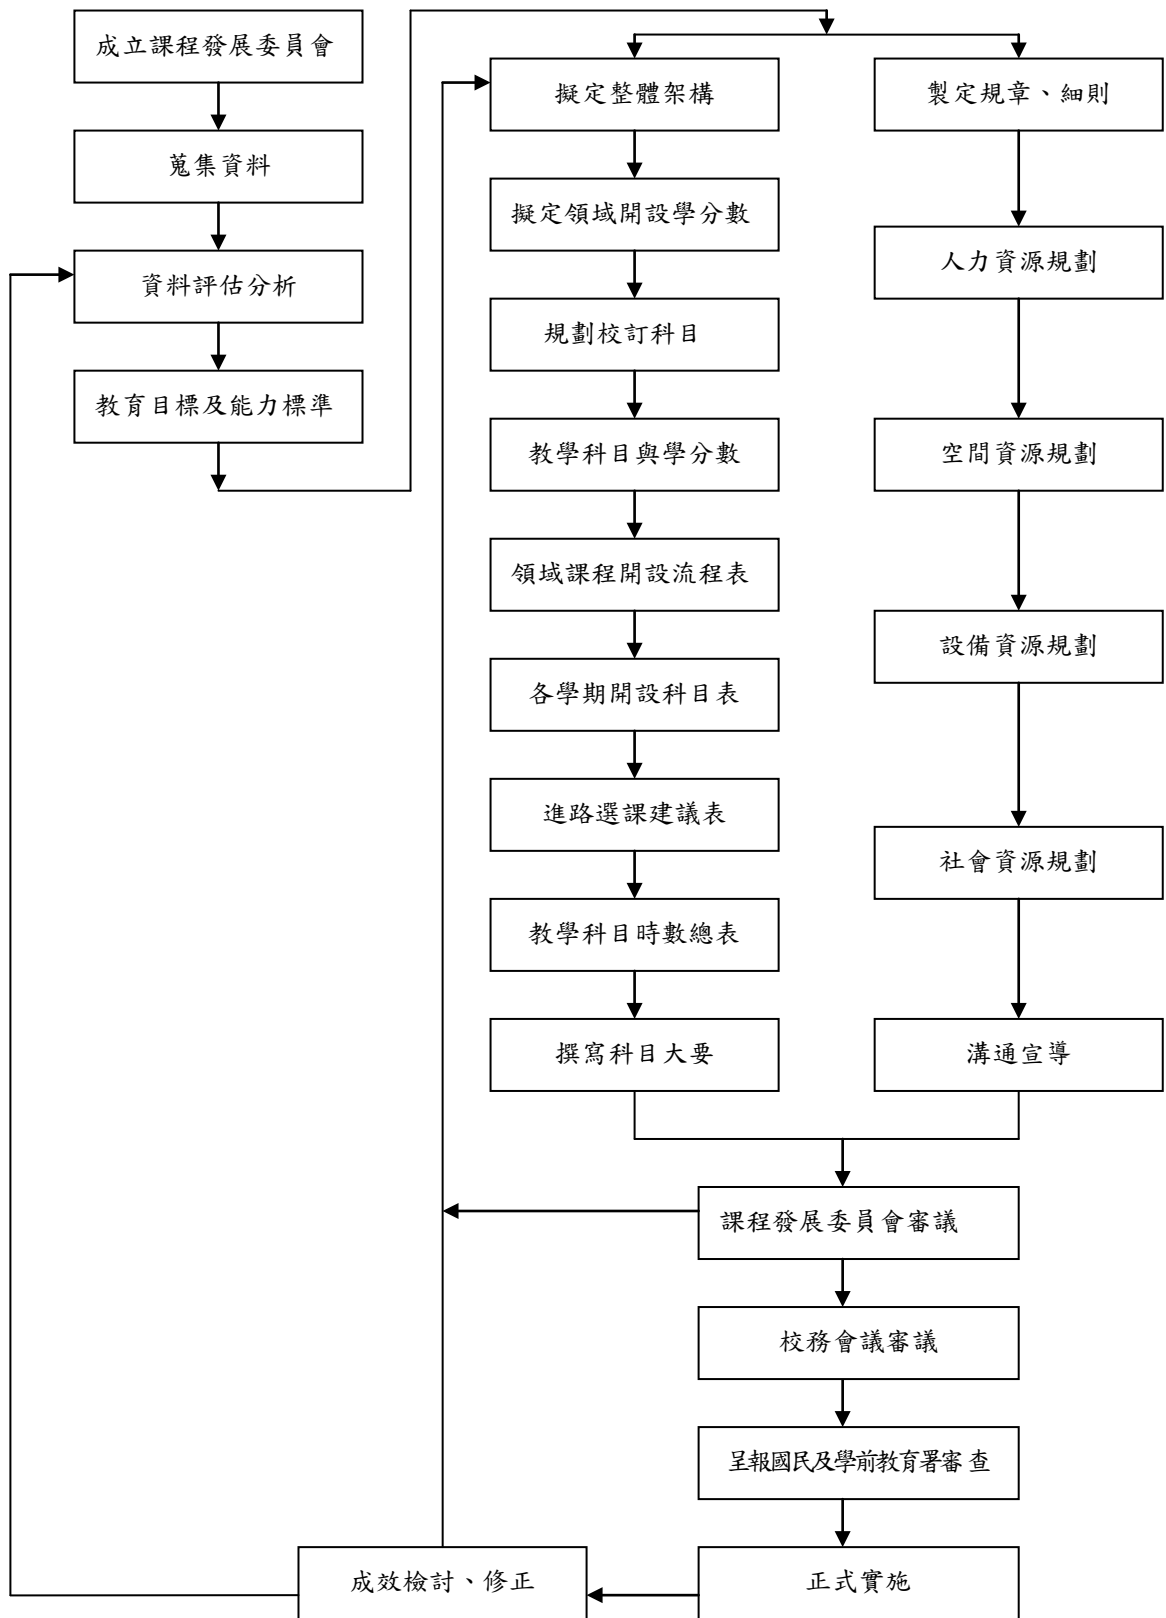 成立課程發展委員會
蒐集資料
資料評估分析
教育目標及能力標準
擬定整體架構
擬定領域開設學分數
規劃校訂科目
教學科目與學分數
領域課程開設流程表
各學期開設科目表
進路選課建議表
教學科目時數總表
撰寫科目大要
製定規章、細則
人力資源規劃
空間資源規劃
設備資源規劃
社會資源規劃
溝通宣導
課程發展委員會審議
校務會議審議
呈報國民及學前教育署審查
正式實施
成效檢討、修正